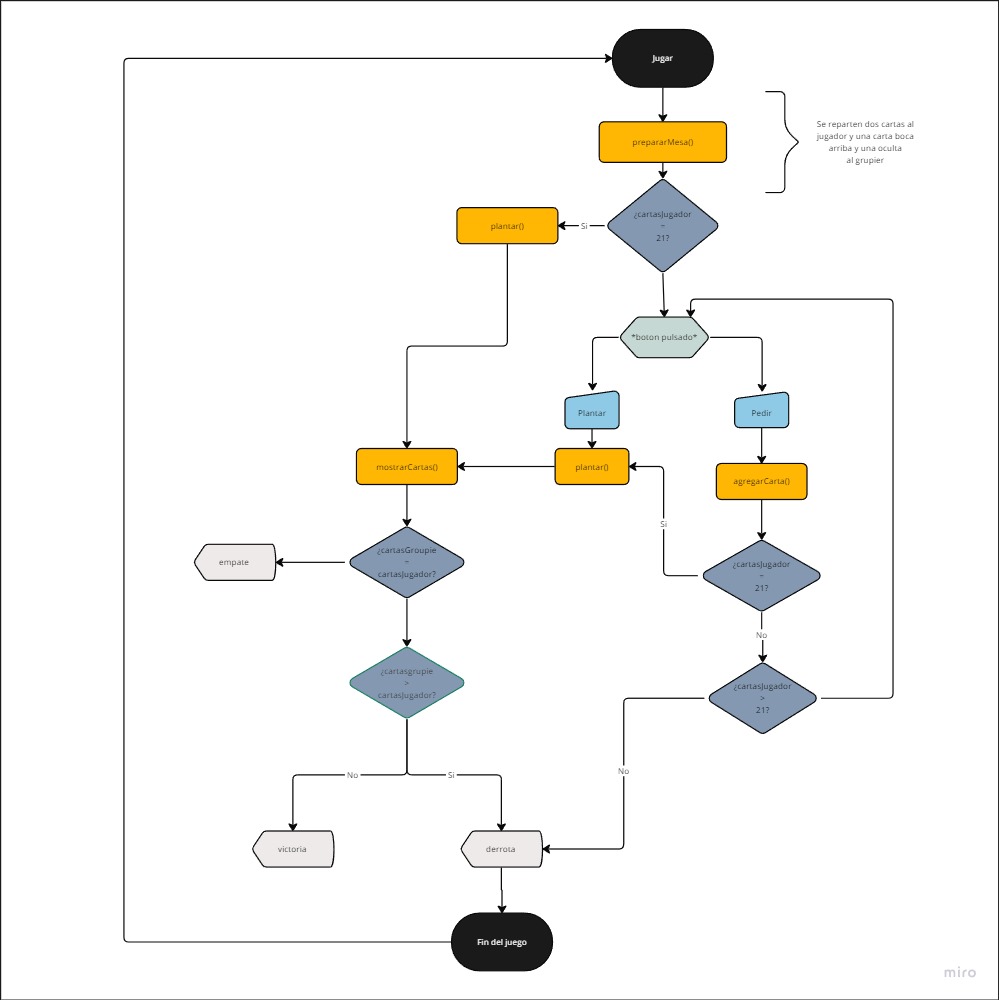 Jugar
Se reparten dos cartas al
jugador y una carta boca
arriba y una oculta
al grupier
prepararMesa()
¿cartasJugador
=
21?
Si
plantar()
*boton pulsado*
Plantar
Pedir
mostrarCartas()
plantar()
agregarCarta()
Si
¿cartasGroupie
=
cartasJugador?
empate
¿cartasJugador
=
21?
No
¿cartasgrupie
>
cartasJugador?
¿cartasJugador
>
21?
No
No
Si
victoria
derrota
Fin del juego
miro